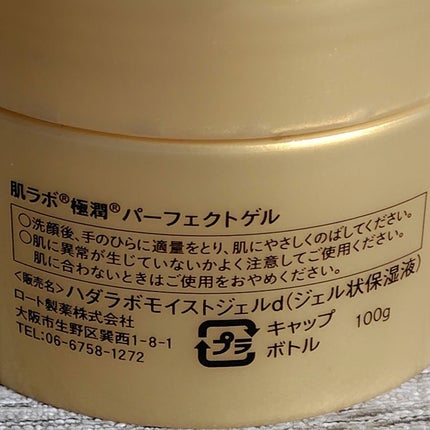 肌ラボ®極潤®パーフェクトゲル
○洗顔後、手のひらに適量をとり、肌にやさしくのばしてください。
○肌に異常が生じていないかよく注意してご使用ください。
肌に合わないときはご使用をおやめください。
<販売名>ハダラボモイストジェルd(ジェル状保湿液)
ロート製薬株式会社
大阪市生野区巽西1-8-1
TEL:06-6758-1272
プラ
キャップ
ボトル
100g